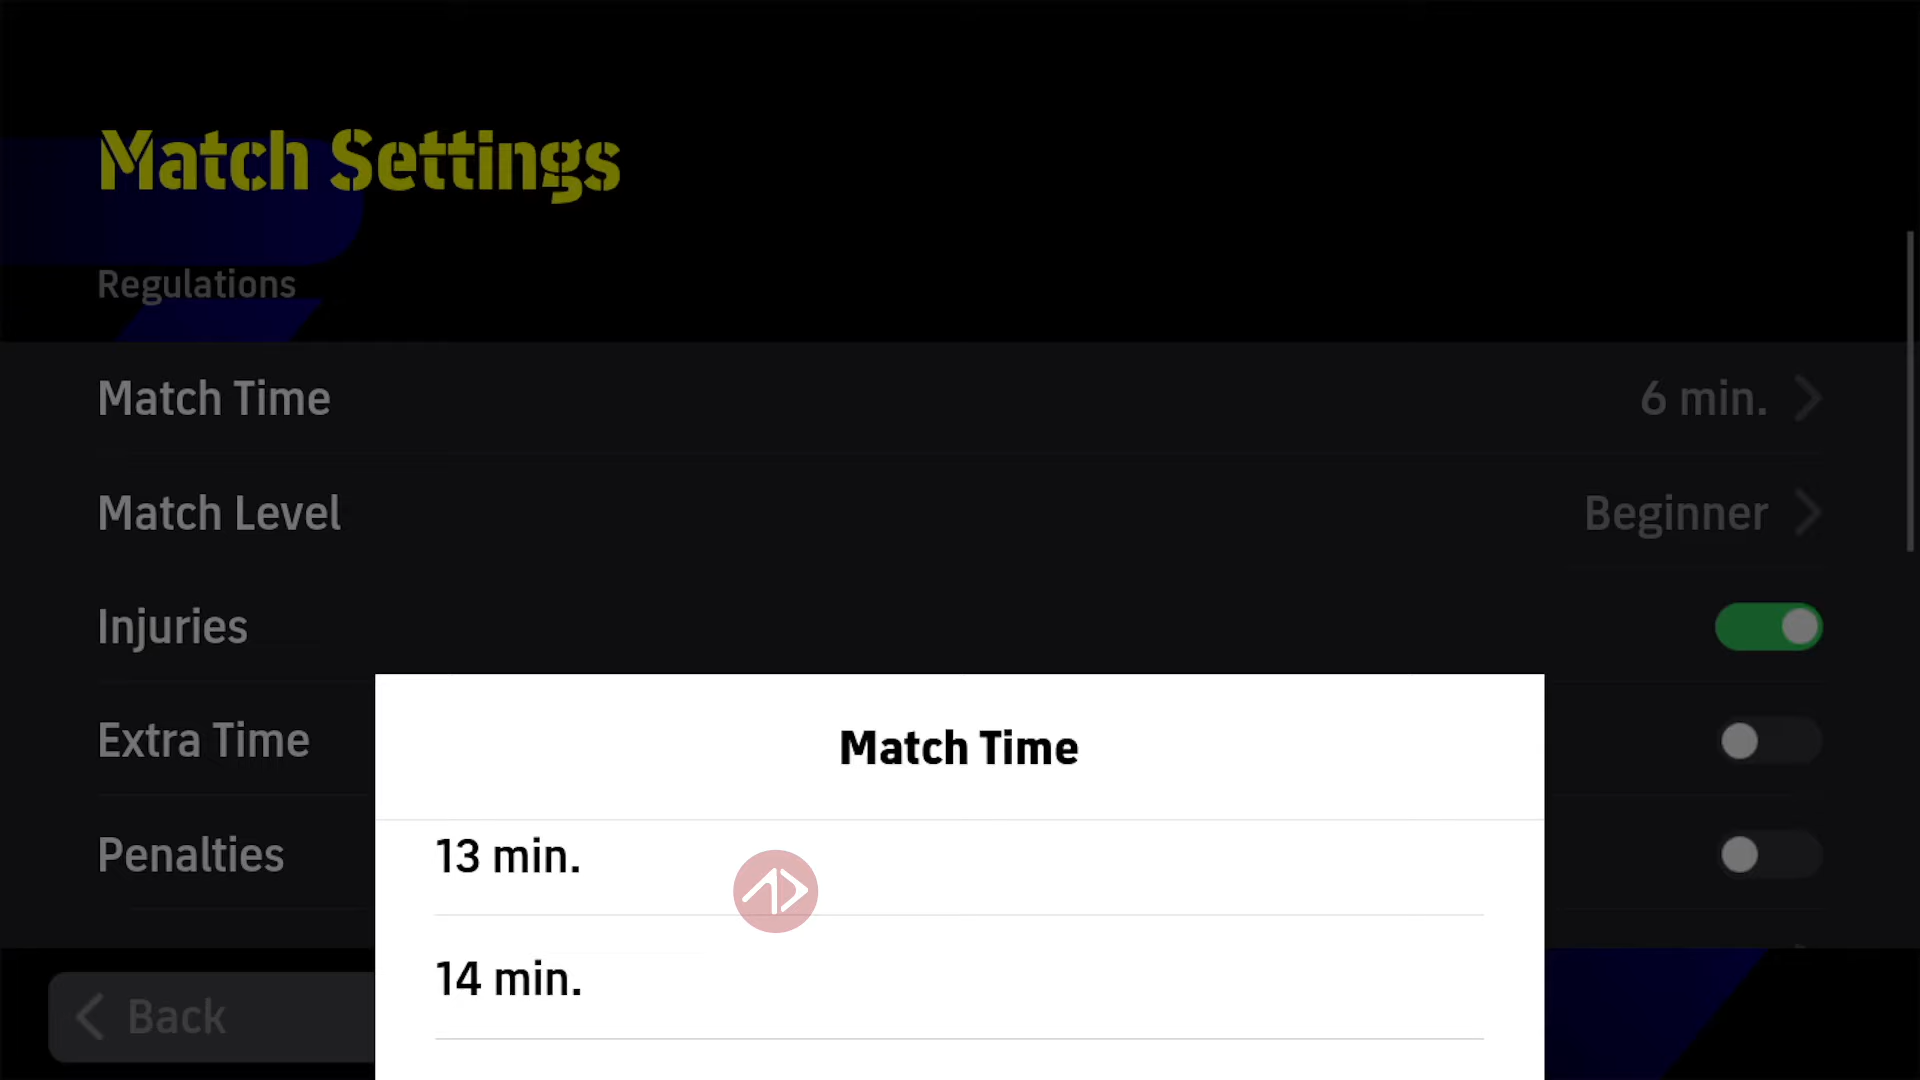 Match Settings
Regulations
Match Time
6 min.
Match Level
Beginner
Injuries
Extra Time
Penalties
Back
Match Time
13 min.
14 min.